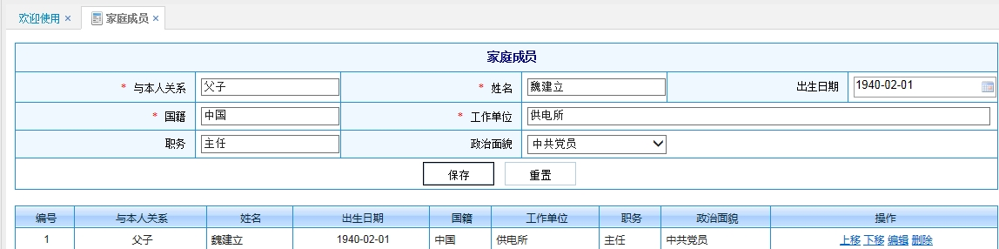 欢迎使用 × 家庭成员 ×
家庭成员
* 与本人关系 父子 * 姓名 魏建立 出生日期 1940-02-01
* 国籍 中国 * 工作单位 供电所
职务 主任 政治面貌 中共党员
保存 重置
编号 与本人关系 姓名 出生日期 国籍 工作单位 职务 政治面貌 操作
1 父子 魏建立 1940-02-01 中国 供电所 主任 中共党员 上移 下移 编辑 删除